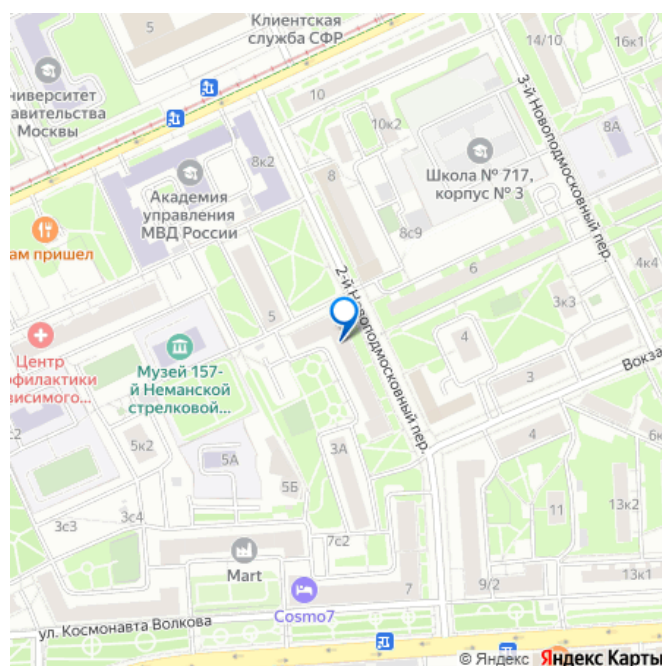 5
Клиентская
служба СФР
14/10
16к1
ниверситет
авительства
Москвы
10
10к2
8А
3-й Новоподмосковный пер.
8к2
Школа № 717,
корпус № 3
Академия
управления
МВД России
8
8с9
ам пришел
2-й Новоподмосковный пер.
6
4к4
3к3
5
Центр
офилактики
висимого...
Музей 157-
й Неманской
стрелковой...
4
3
Вокза
5к2
5А
3А
4
6к
5Б
3с3
3с4
7с2
11
13к2
Mart
7
9/2
13к1
Cosmo7
ул. Космонавта Волкова
© Яндекс Яндекс Карты